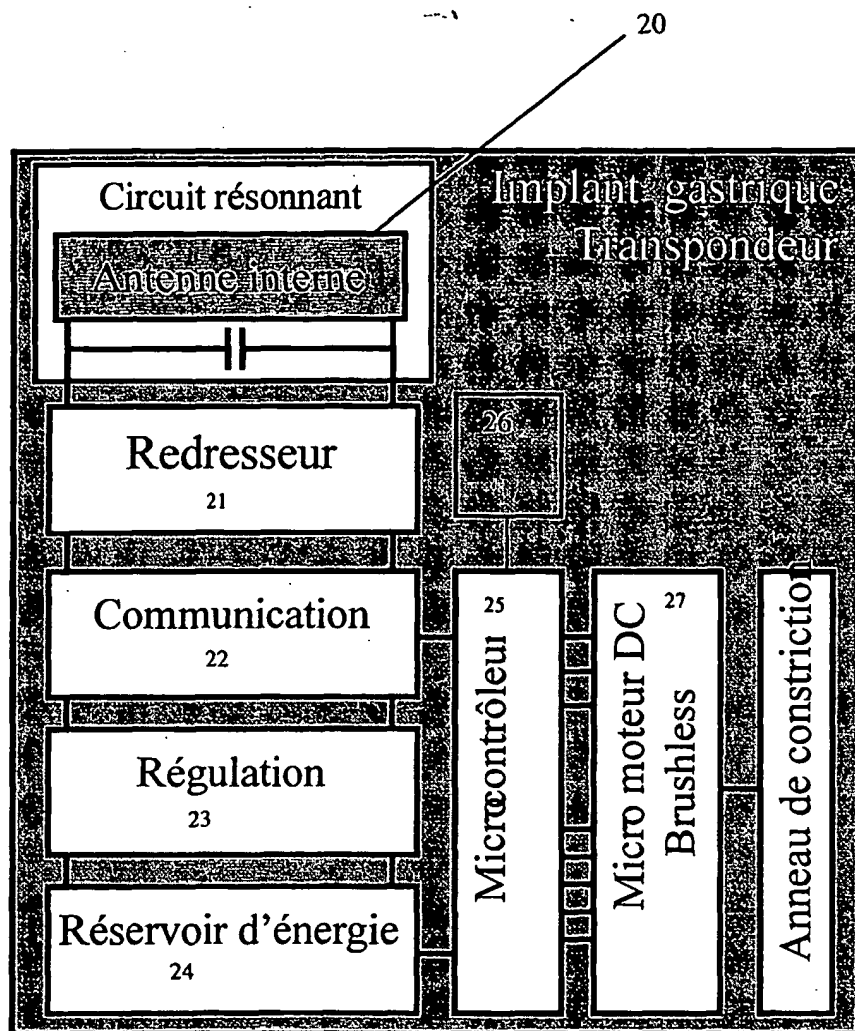 20
Circuit résonnant
Antenne interne
Implant gastrique
Transpondeur
Redresseur
21
26
Communication
22
Régulation
23
Réservoir d'énergie
24
25
Microcontrôleur
27
Micro moteur DC
Brushless
Anneau de constriction